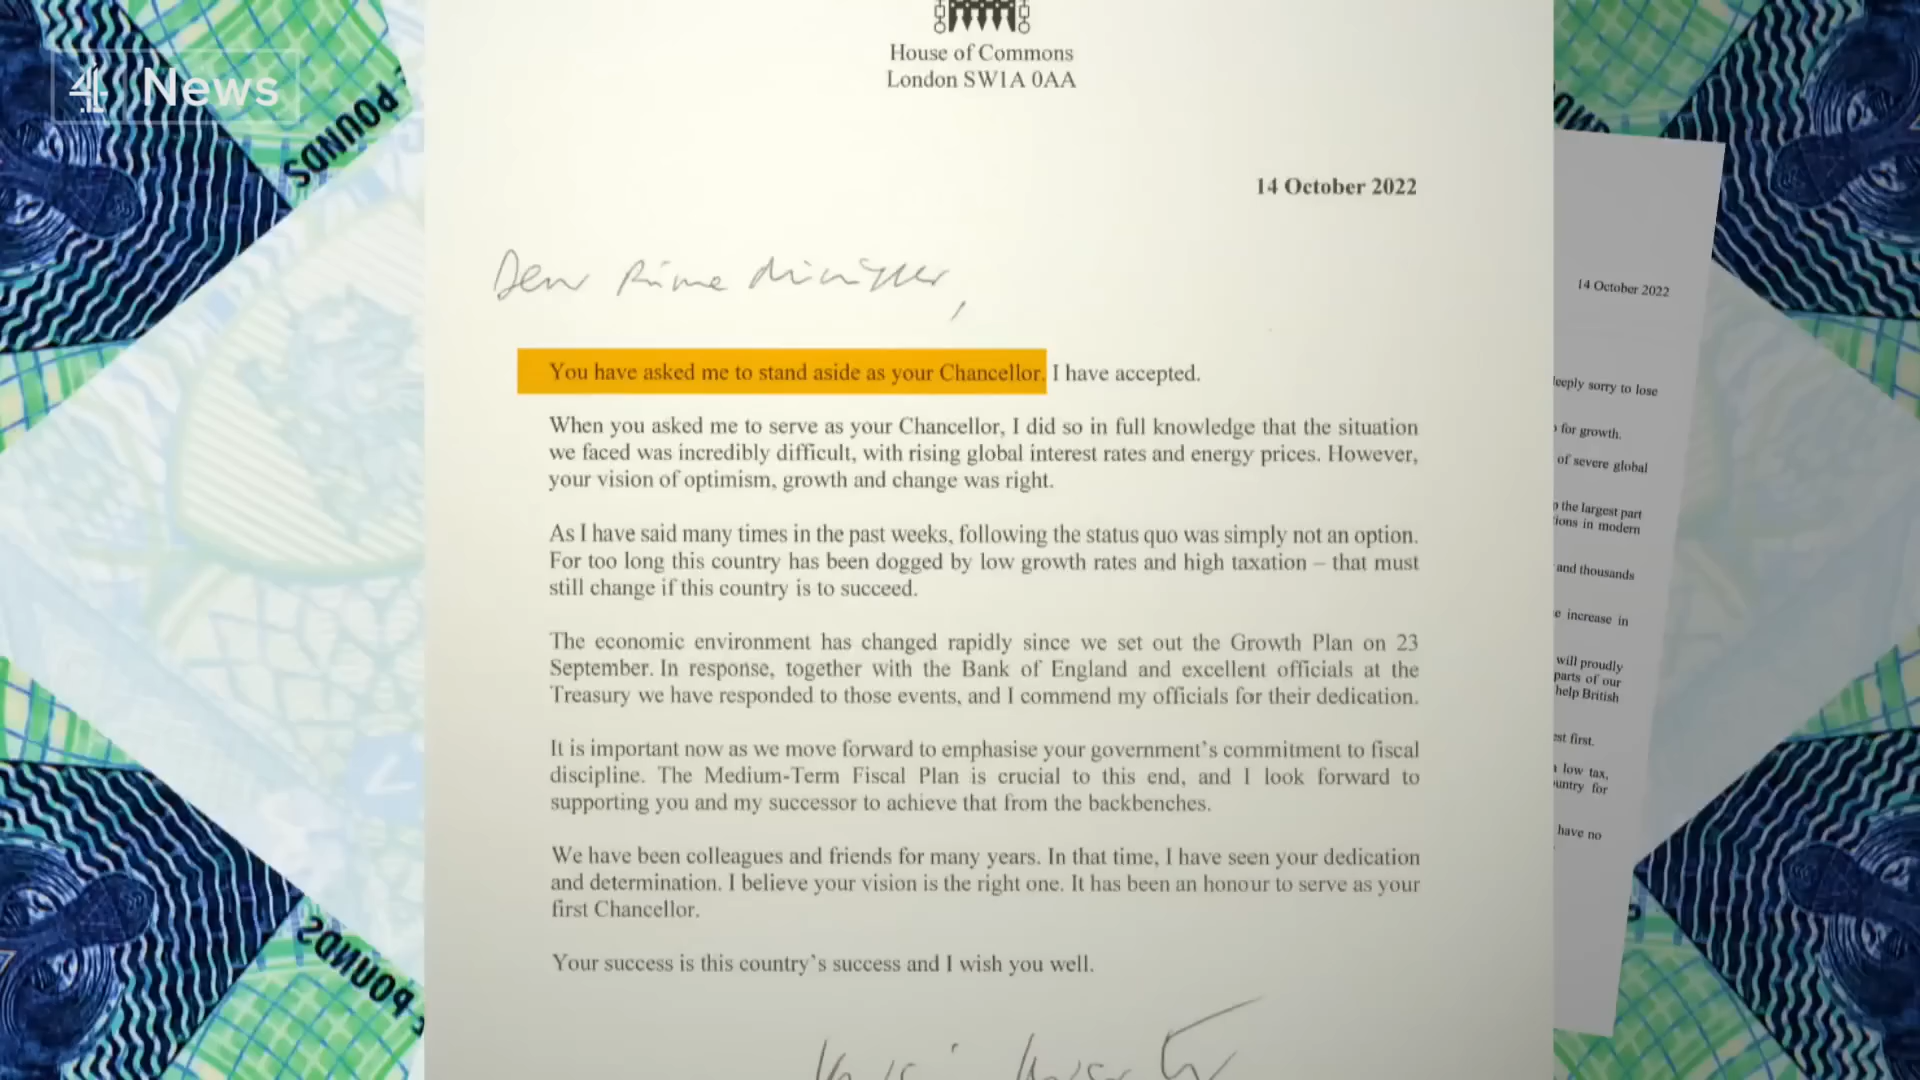 4 News
POUNDS
House of Commons
London SW1A 0AA
14 October 2022
Dear Prime Minister,
You have asked me to stand aside as your Chancellor. I have accepted.
When you asked me to serve as your Chancellor, I did so in full knowledge that the situation
we faced was incredibly difficult, with rising global interest rates and energy prices. However,
your vision of optimism, growth and change was right.
As I have said many times in the past weeks, following the status quo was simply not an option.
For too long this country has been dogged by low growth rates and high taxation – that must
still change if this country is to succeed.
The economic environment has changed rapidly since we set out the Growth Plan on 23
September. In response, together with the Bank of England and excellent officials at the
Treasury we have responded to those events, and I commend my officials for their dedication.
It is important now as we move forward to emphasise your government's commitment to fiscal
discipline. The Medium-Term Fiscal Plan is crucial to this end, and I look forward to
supporting you and my successor to achieve that from the backbenches.
We have been colleagues and friends for many years. In that time, I have seen your dedication
and determination. I believe your vision is the right one. It has been an honour to serve as your
first Chancellor.
Your success is this country's success and I wish you well.
POUNDS
14 October 2022
deeply sorry to lose
for growth.
of severe global
the largest part
in modern
and thousands
increase in
will proudly
parts of our
help British
first.
low tax,
for
have no